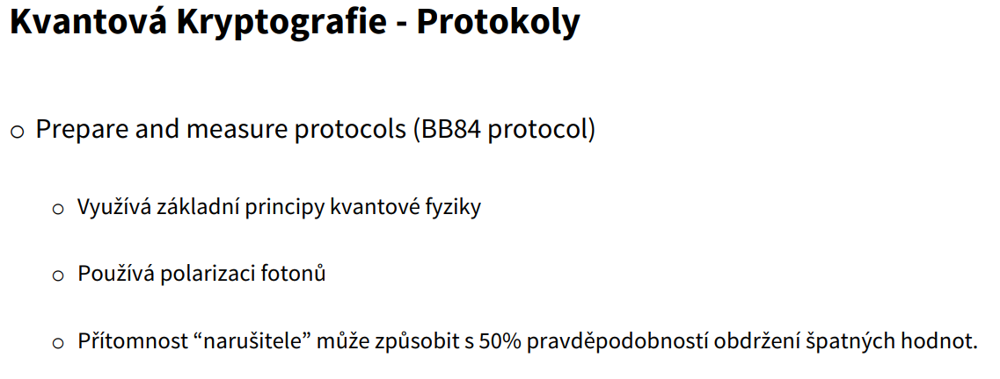 Kvantová Kryptografie - Protokoly
o Prepare and measure protocols (BB84 protocol)
o Využívá základní principy kvantové fyziky
o Používá polarizaci fotonů
o Přítomnost “narušitele” může způsobit s 50% pravděpodobností obdržení špatných hodnot.